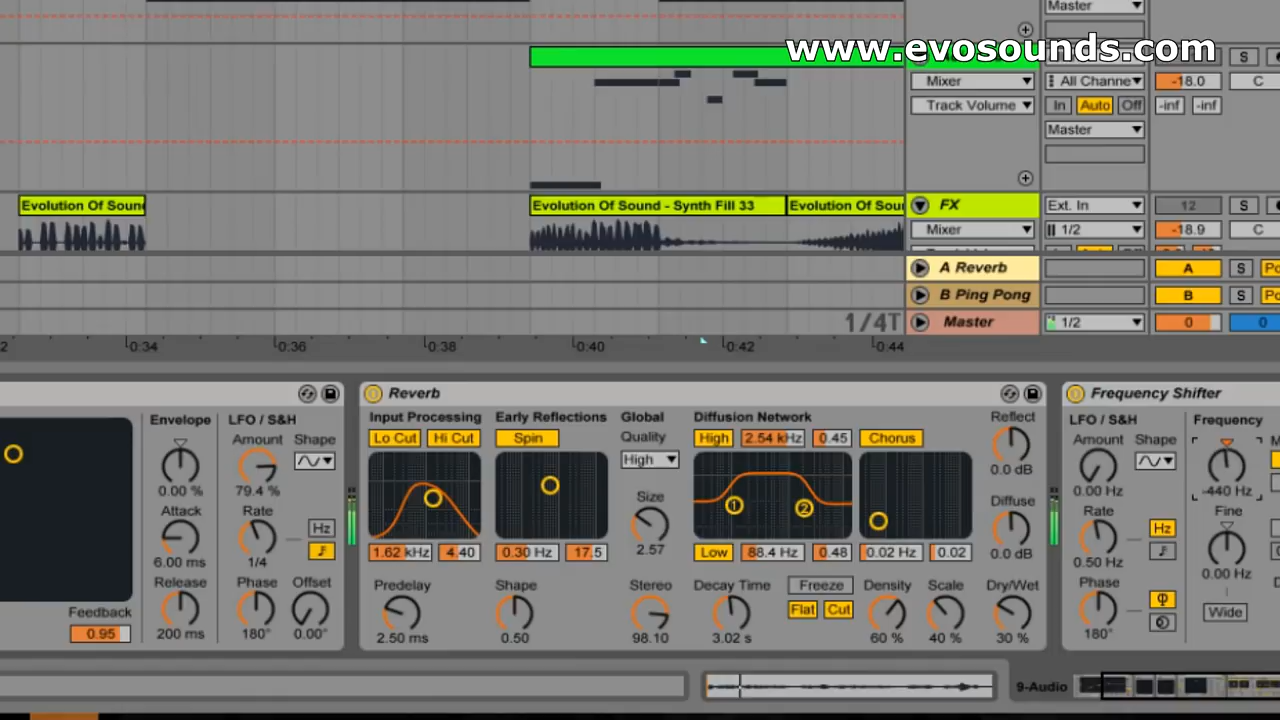 Master
www.evosounds.com
S
Mixer
All Channe
-18.0
C
Track Volume
In Auto Off
-inf -inf
Master
Evolution Of Soun
Evolution Of Sound - Synth Fill 33
Evolution Of Sou
FX
Ext. In
12
S
Mixer
1/2
-18.9
C
A Reverb
A
S
B Ping Pong
B
S
1/4T
Master
1/2
0
0
0:34
0:36
0:38
0:40
0:42
0:44
Reverb
Frequency Shifter
Envelope
LFO / S&H
Input Processing
Early Reflections
Global
Diffusion Network
Reflect
LFO / S&H
Frequency
Amount
Shape
Lo Cut
Hi Cut
Spin
Quality
High
2.54 kHz
0.45
Chorus
Amount
Shape
High
0.0 dB
0.00 %
79.4 %
0.00 Hz
-440 Hz
Attack
Rate
Size
Diffuse
Rate
Fine
Hz
1
2
Hz
6.00 ms
1/4
1.62 kHz
4.40
0.30 Hz
17.5
2.57
Low
88.4 Hz
0.48
0.02 Hz
0.02
0.0 dB
0.50 Hz
0.00 Hz
Release
Phase
Offset
Predelay
Shape
Stereo
Decay Time
Freeze
Density
Scale
Dry/Wet
Phase
Feedback
Flat
Cut
Wide
0.95
200 ms
180°
0.00°
2.50 ms
0.50
98.10
3.02 s
60 %
40 %
30 %
180°
9-Audio